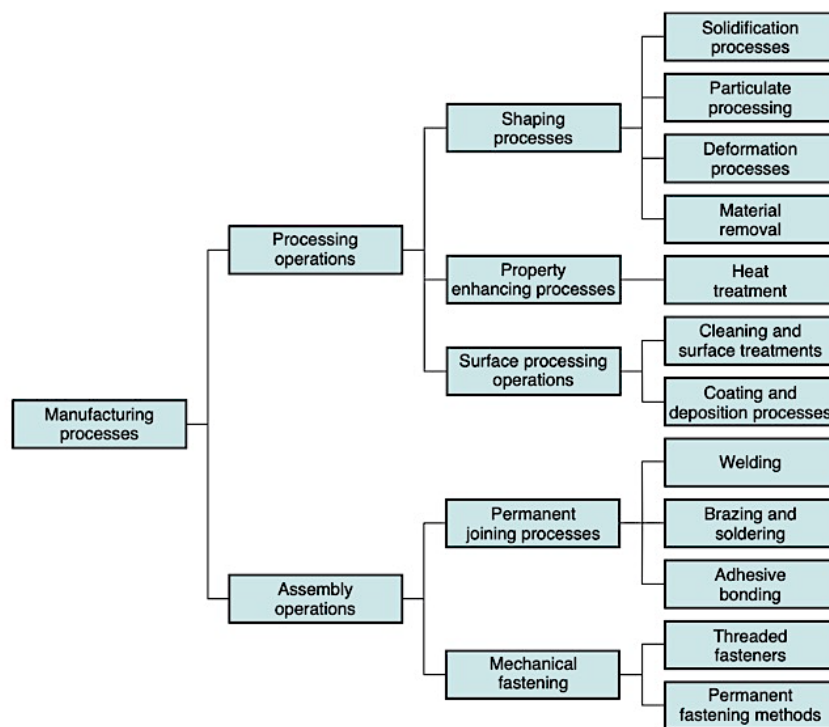 Solidification
processes
Particulate
processing
Shaping
processes
Deformation
processes
Material
removal
Processing
operations
Property
enhancing processes
Heat
treatment
Surface processing
operations
Cleaning and
surface treatments
Coating and
deposition processes
Manufacturing
processes
Welding
Permanent
joining processes
Brazing and
soldering
Assembly
operations
Adhesive
bonding
Mechanical
fastening
Threaded
fasteners
Permanent
fastening methods